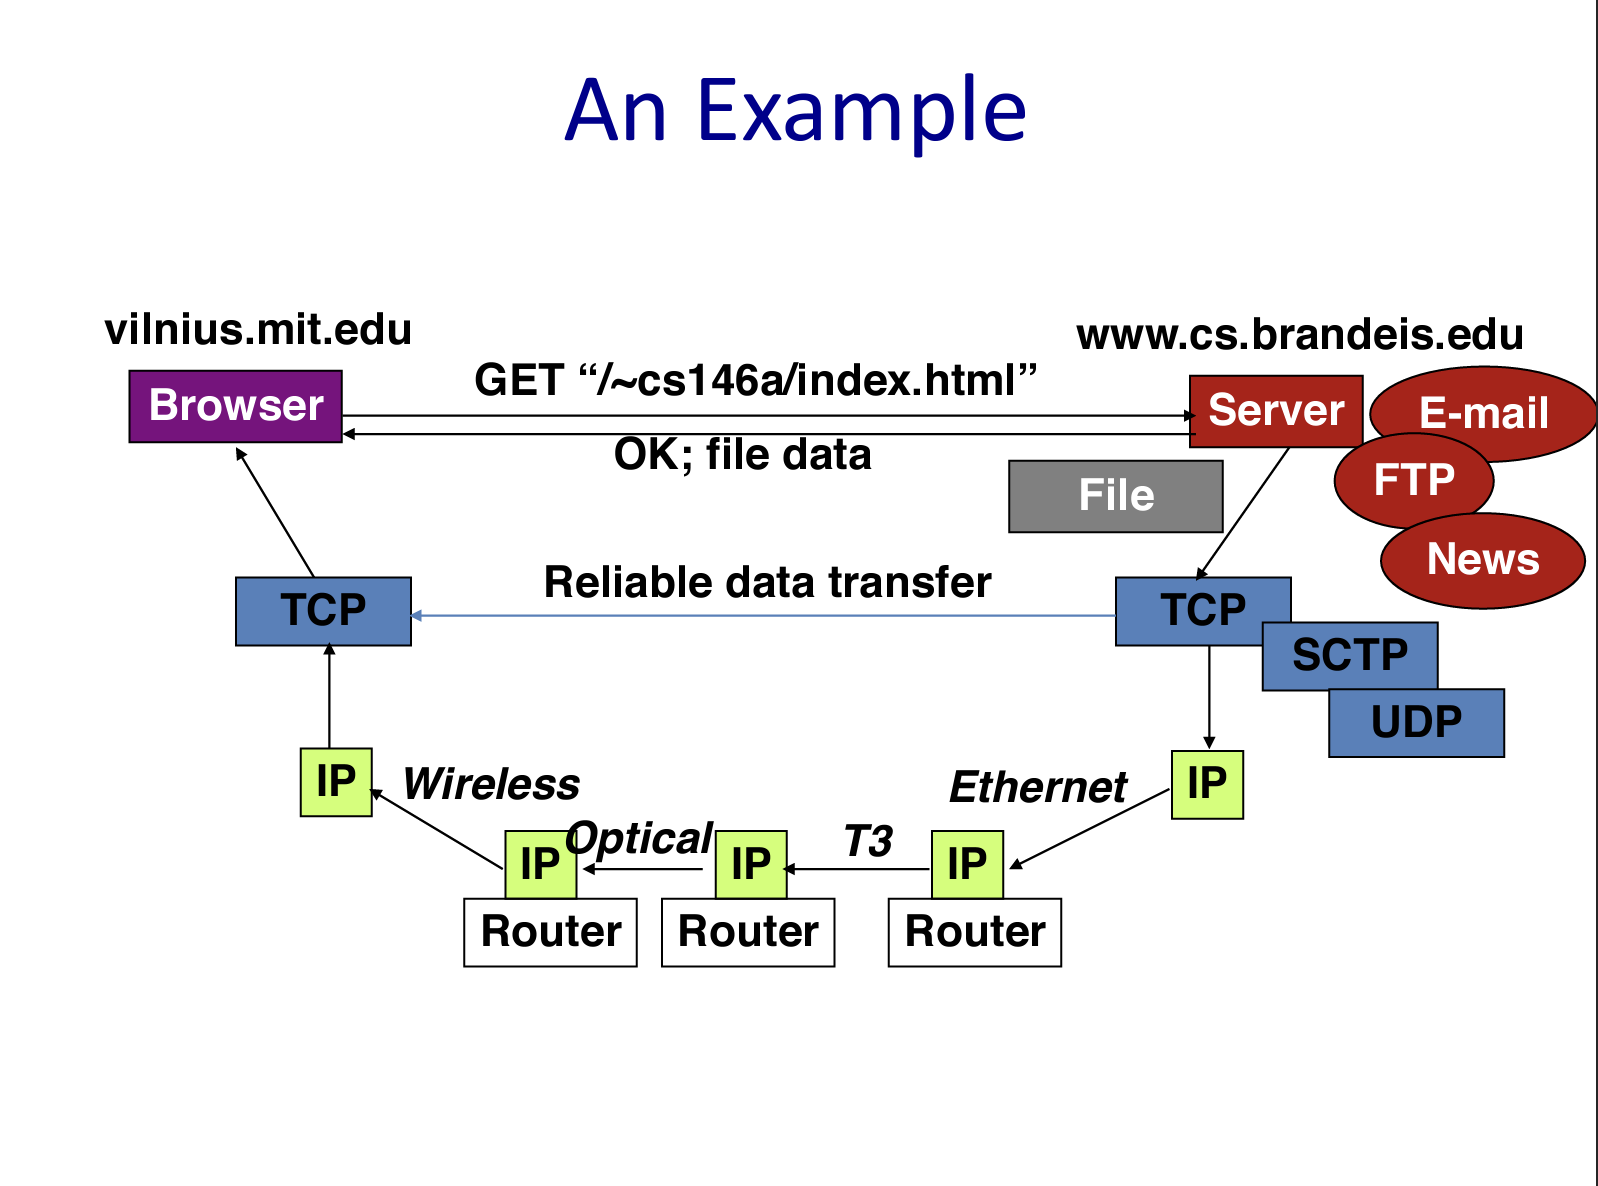 An Example
vilnius.mit.edu
www.cs.brandeis.edu
GET “/~cs146a/index.html”
Browser
Server
E-mail
OK; file data
FTP
File
News
Reliable data transfer
TCP
TCP
SCTP
UDP
IP
Wireless
Ethernet
IP
IP
Optical
IP
T3
IP
Router
Router
Router